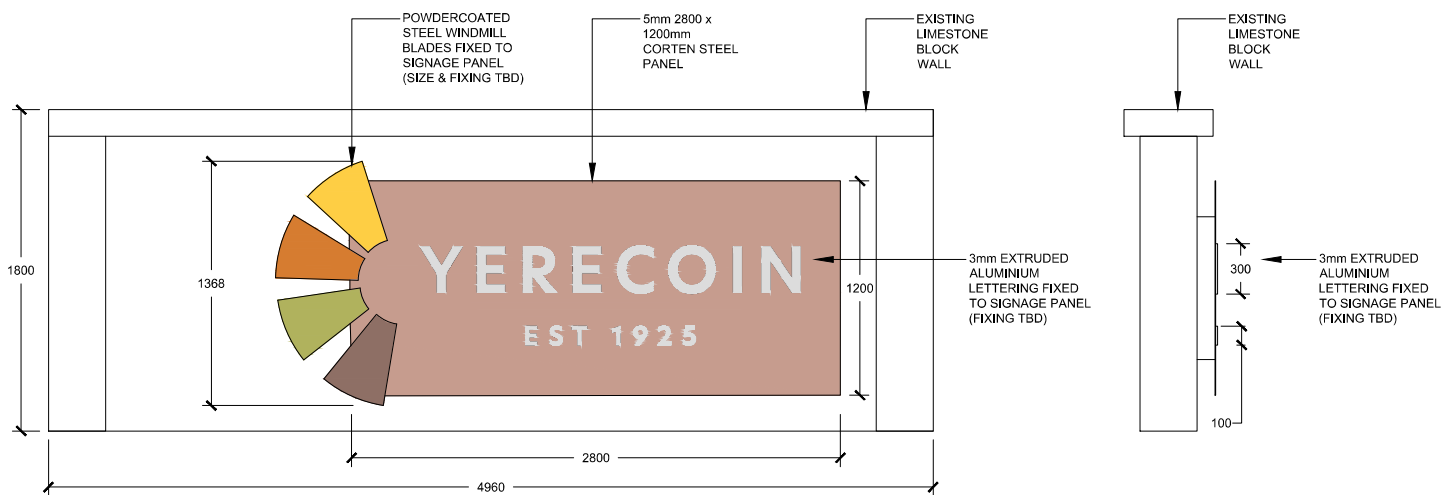 POWDERCOATED
STEEL WINDMILL
BLADES FIXED TO
SIGNAGE PANEL
(SIZE & FIXING TBD)
5mm 2800 x
1200mm
CORTEN STEEL
PANEL
EXISTING
LIMESTONE
BLOCK
WALL
EXISTING
LIMESTONE
BLOCK
WALL
1800
1368
YERECOIN
EST 1925
1200
3mm EXTRUDED
ALUMINIUM
LETTERING FIXED
TO SIGNAGE PANEL
(FIXING TBD)
300
3mm EXTRUDED
ALUMINIUM
LETTERING FIXED
TO SIGNAGE PANEL
(FIXING TBD)
100
2800
4960